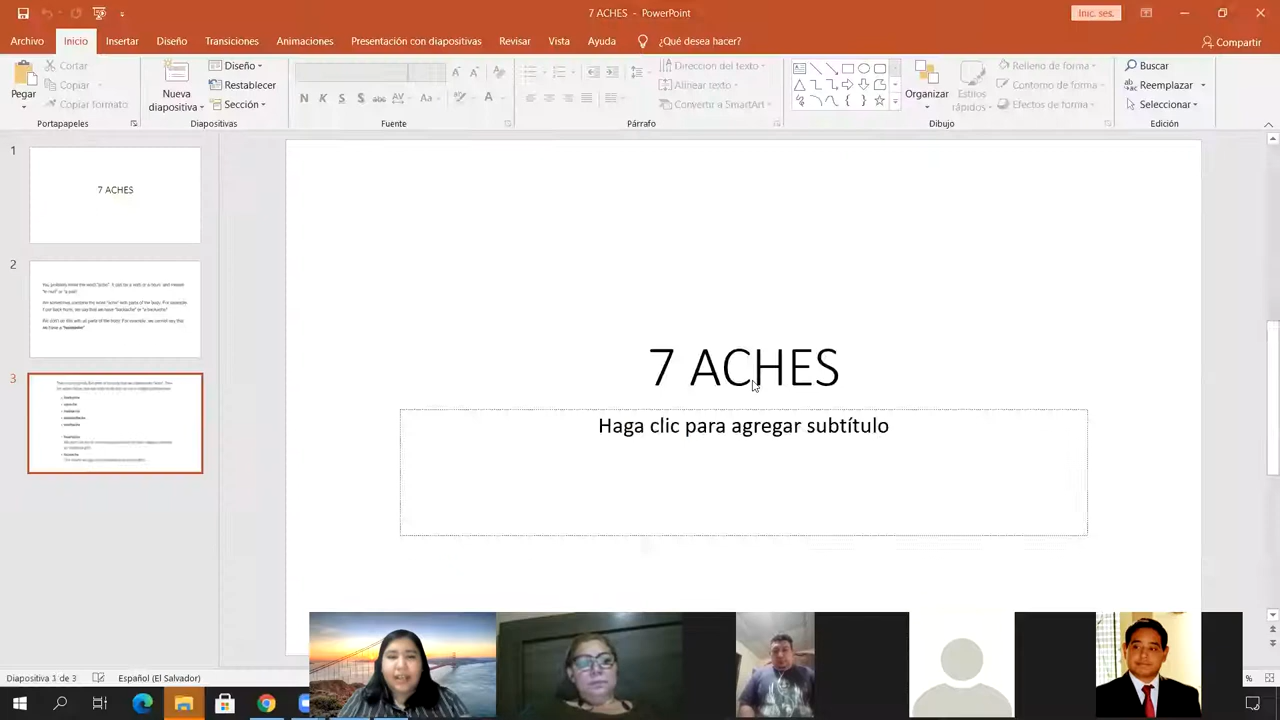 7 ACHES - PowerPoint
Inic. ses.
Archivo Inicio Insertar Diseño Transiciones Animaciones Presentación con diapositivas Revisar Vista Ayuda ¿Qué desea hacer? Compartir
Pegar
Cortar
Copiar
Copiar formato
Portapapeles
Nueva diapositiva
Diseño
Restablecer
Sección
Diapositivas
N K S S abc AV Aa A
Fuente
Dirección del texto
Alinear texto
Convertir a SmartArt
Párrafo
Organizar
Estilos rápidos
Relleno de forma
Contorno de forma
Efectos de forma
Dibujo
Buscar
Reemplazar
Seleccionar
Edición
1
7 ACHES
2
3
7 ACHES
Haga clic para agregar subtítulo
Diapositiva 3 de 3 Español (El Salvador)
%